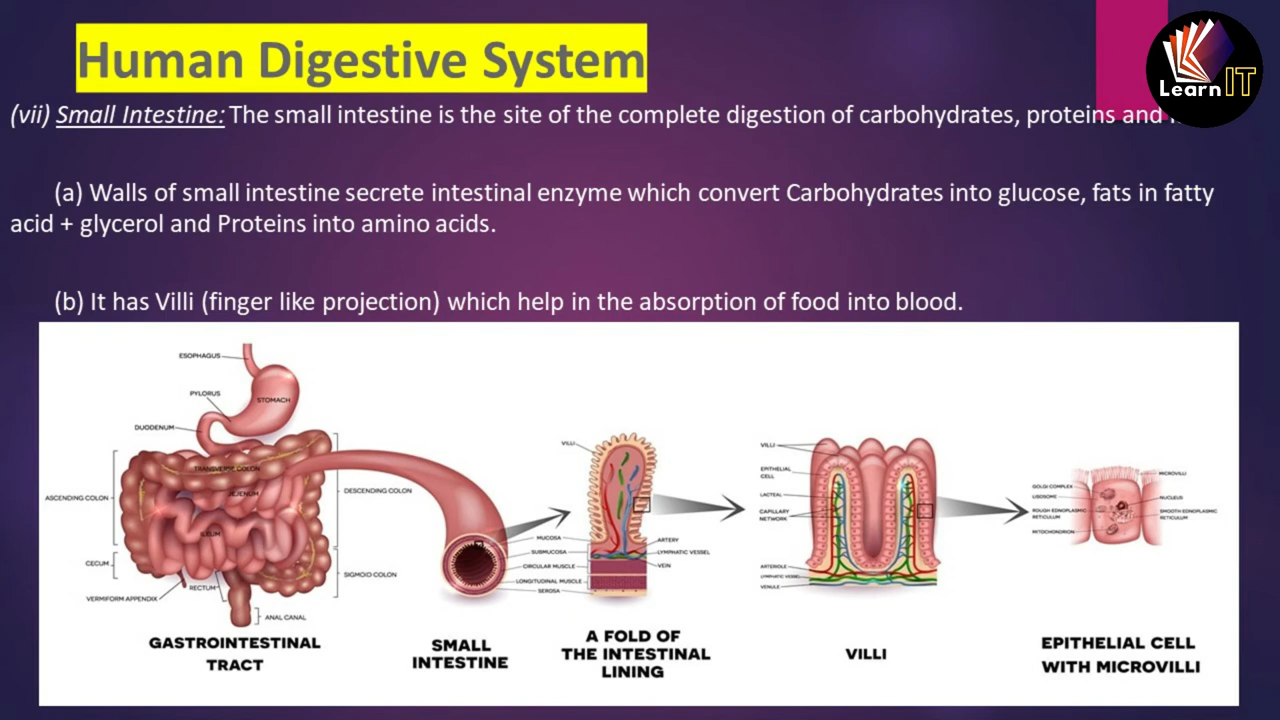 Human Digestive System
Learn IT
(vii) Small Intestine: The small intestine is the site of the complete digestion of carbohydrates, proteins and
(a) Walls of small intestine secrete intestinal enzyme which convert Carbohydrates into glucose, fats in fatty
acid + glycerol and Proteins into amino acids.
(b) It has Villi (finger like projection) which help in the absorption of food into blood.
ESOPHAGUS
PYLORUS
STOMACH
DUODENUM
TRANSVERSE COLON
ASCENDING COLON
JEJENUM
DESCENDING COLON
ILEUM
CECUM
SIGMOID COLON
RECTUM
VERMIFORM APPENDIX
ANAL CANAL
GASTROINTESTINAL
TRACT
SMALL
INTESTINE
VILLI
MUCOSA
SUBMUCOSA
CIRCULAR MUSCLE
LONGITUDINAL MUSCLE
SEROSA
ARTERY
LYMPHATIC VESSEL
VEIN
A FOLD OF
THE INTESTINAL
LINING
VILLI
EPITHELIAL
CELL
LACTEAL
CAPILLARY
NETWORK
ARTERIOLE
LYMPHATIC VESSEL
VENULE
VILLI
MICROVILLI
GOLGI COMPLEX
LISOSOME
NUCLEUS
ROUGH EDNOPLASMIC
RETICULUM
SMOOTH EDNOPLASMIC
RETICULUM
MITOCHONDRION
EPITHELIAL CELL
WITH MICROVILLI